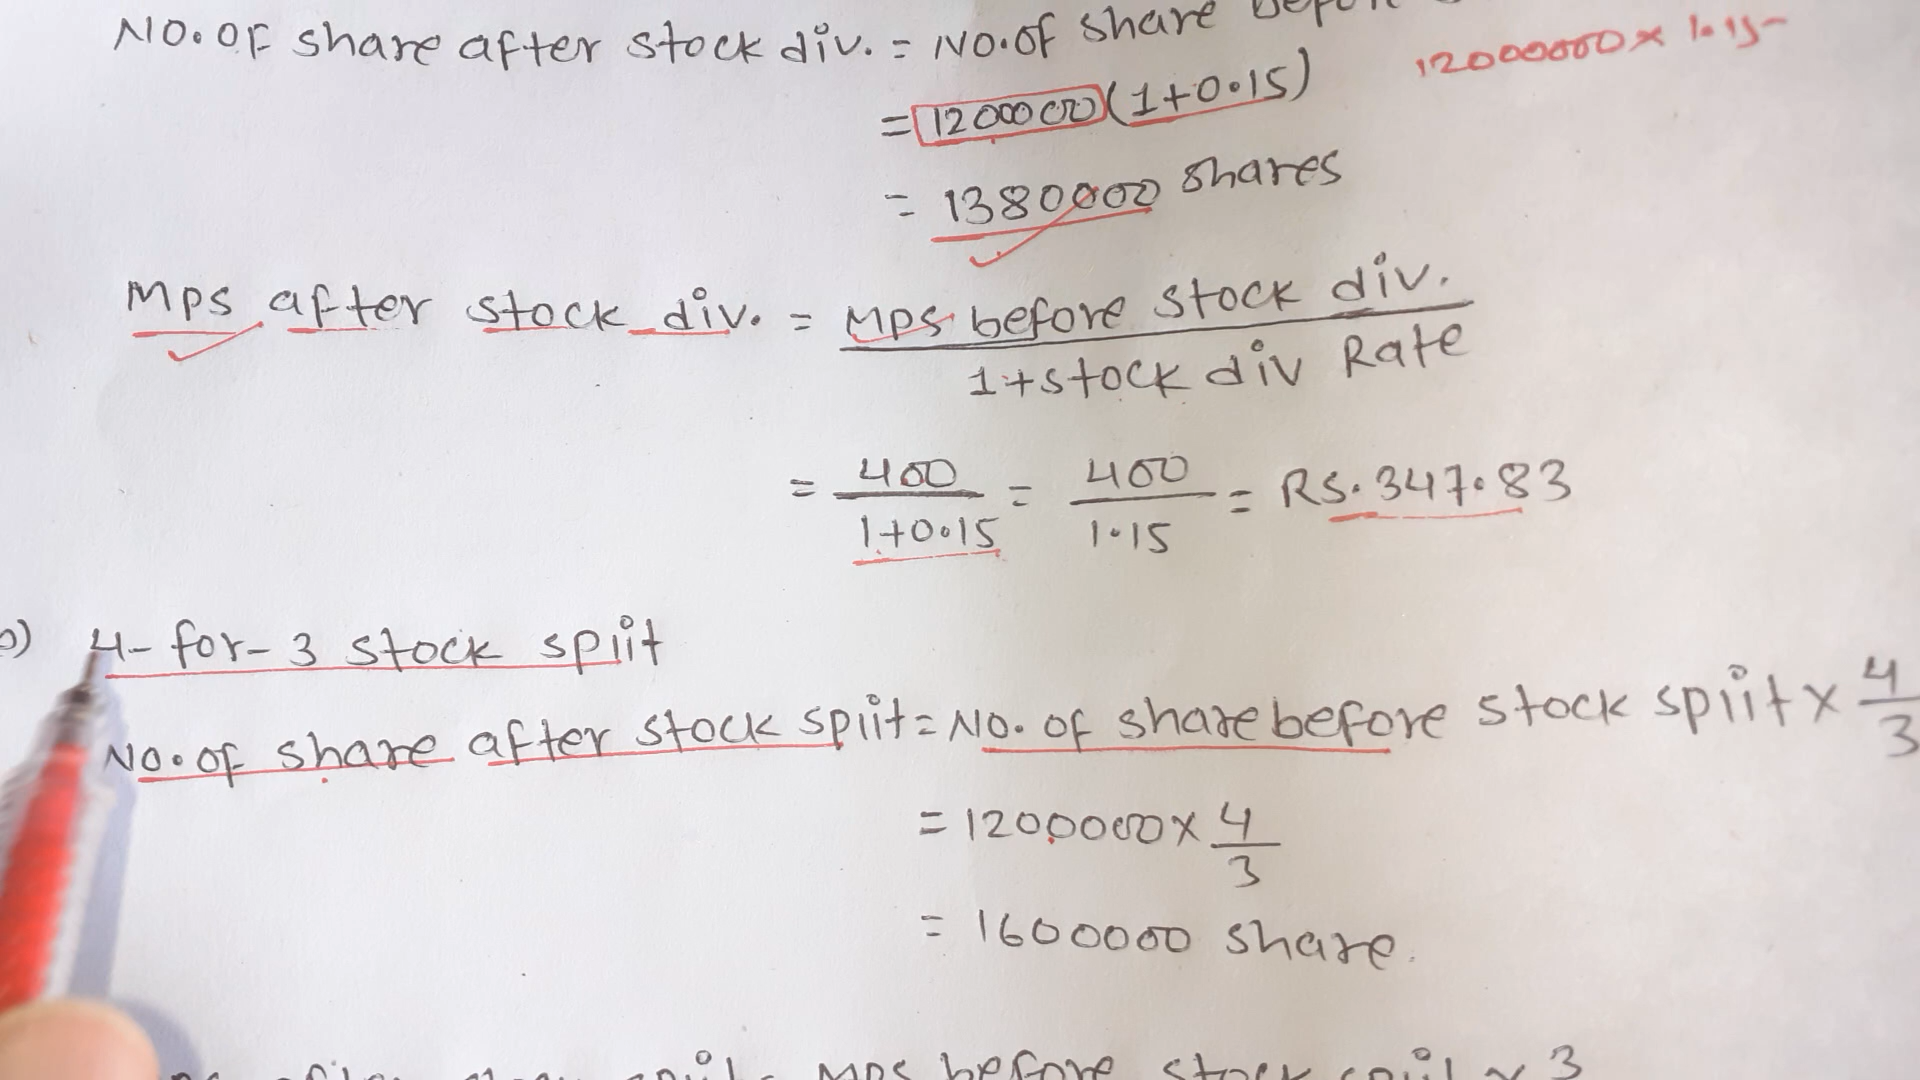 No. of share after stock div. = No. of share
12000000 × 1.15
= 1200000 (1+0.15)
= 1380000 shares
MPS after stock div. = MPS before stock div.
1+stock div Rate
= 400 = 400 = Rs. 347.83
1+0.15 1.15
4-for-3 stock split
No. of share after stock split = No. of share before stock split × 4
3
= 1200000 × 4
3
= 1600000 share.
MPS before stock split × 3